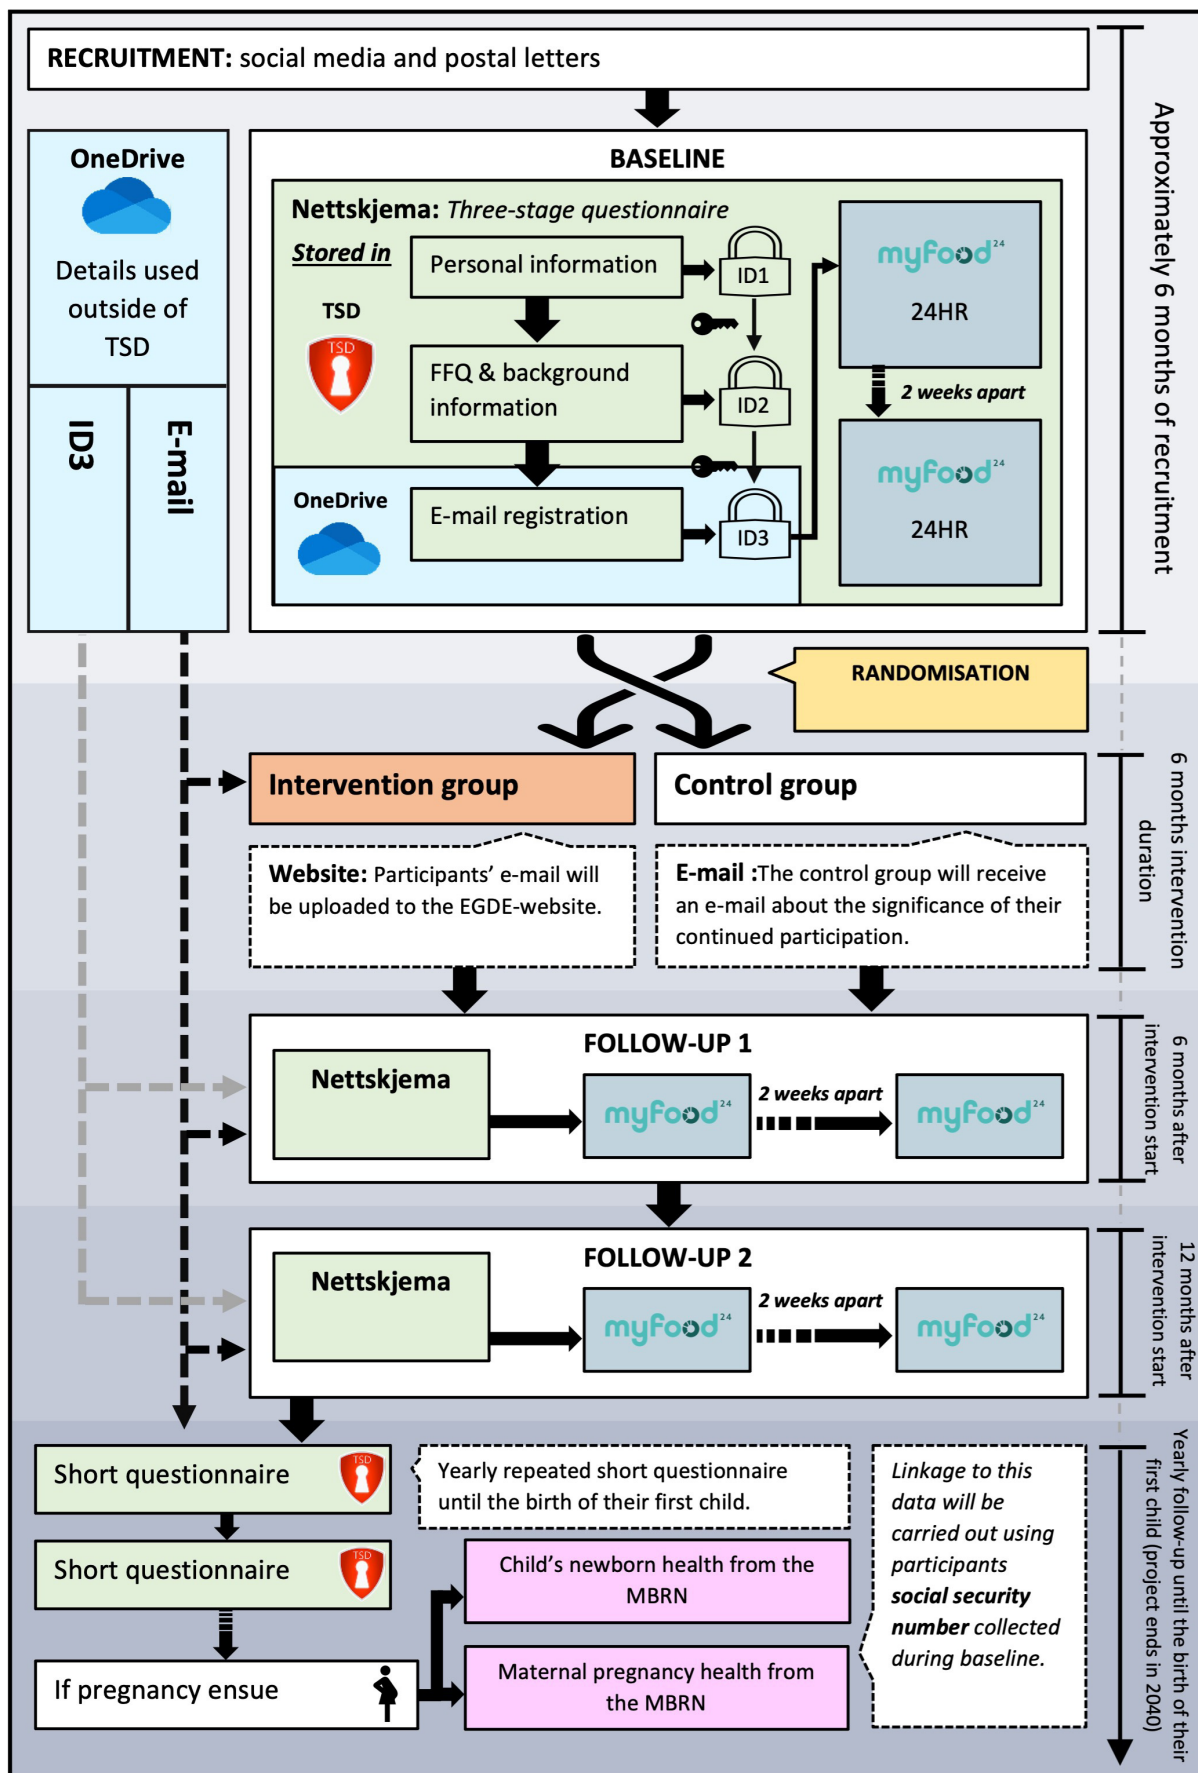 RECRUITMENT: social media and postal letters
OneDrive
Details used
outside of
TSD
ID3
E-mail
BASELINE
Nettskjema: Three-stage questionnaire
Stored in
TSD
TSD
Personal information
ID1
FFQ & background
information
ID2
OneDrive
E-mail registration
ID3
myfood24
24HR
2 weeks apart
myfood24
24HR
Approximately 6 months of recruitment
RANDOMISATION
Intervention group
Control group
Website: Participants’ e-mail will
be uploaded to the EGDE-website.
E-mail :The control group will receive
an e-mail about the significance of their
continued participation.
6 months intervention
duration
FOLLOW-UP 1
Nettskjema
myfood24
2 weeks apart
myfood24
6 months after
intervention start
FOLLOW-UP 2
Nettskjema
myfood24
2 weeks apart
myfood24
12 months after
intervention start
Short questionnaire
TSD
Short questionnaire
TSD
If pregnancy ensue
Yearly repeated short questionnaire
until the birth of their first child.
Child’s newborn health from the
MBRN
Maternal pregnancy health from
the MBRN
Linkage to this
data will be
carried out using
participants
social security
number collected
during baseline.
Yearly follow-up until the birth of their
first child (project ends in 2040)